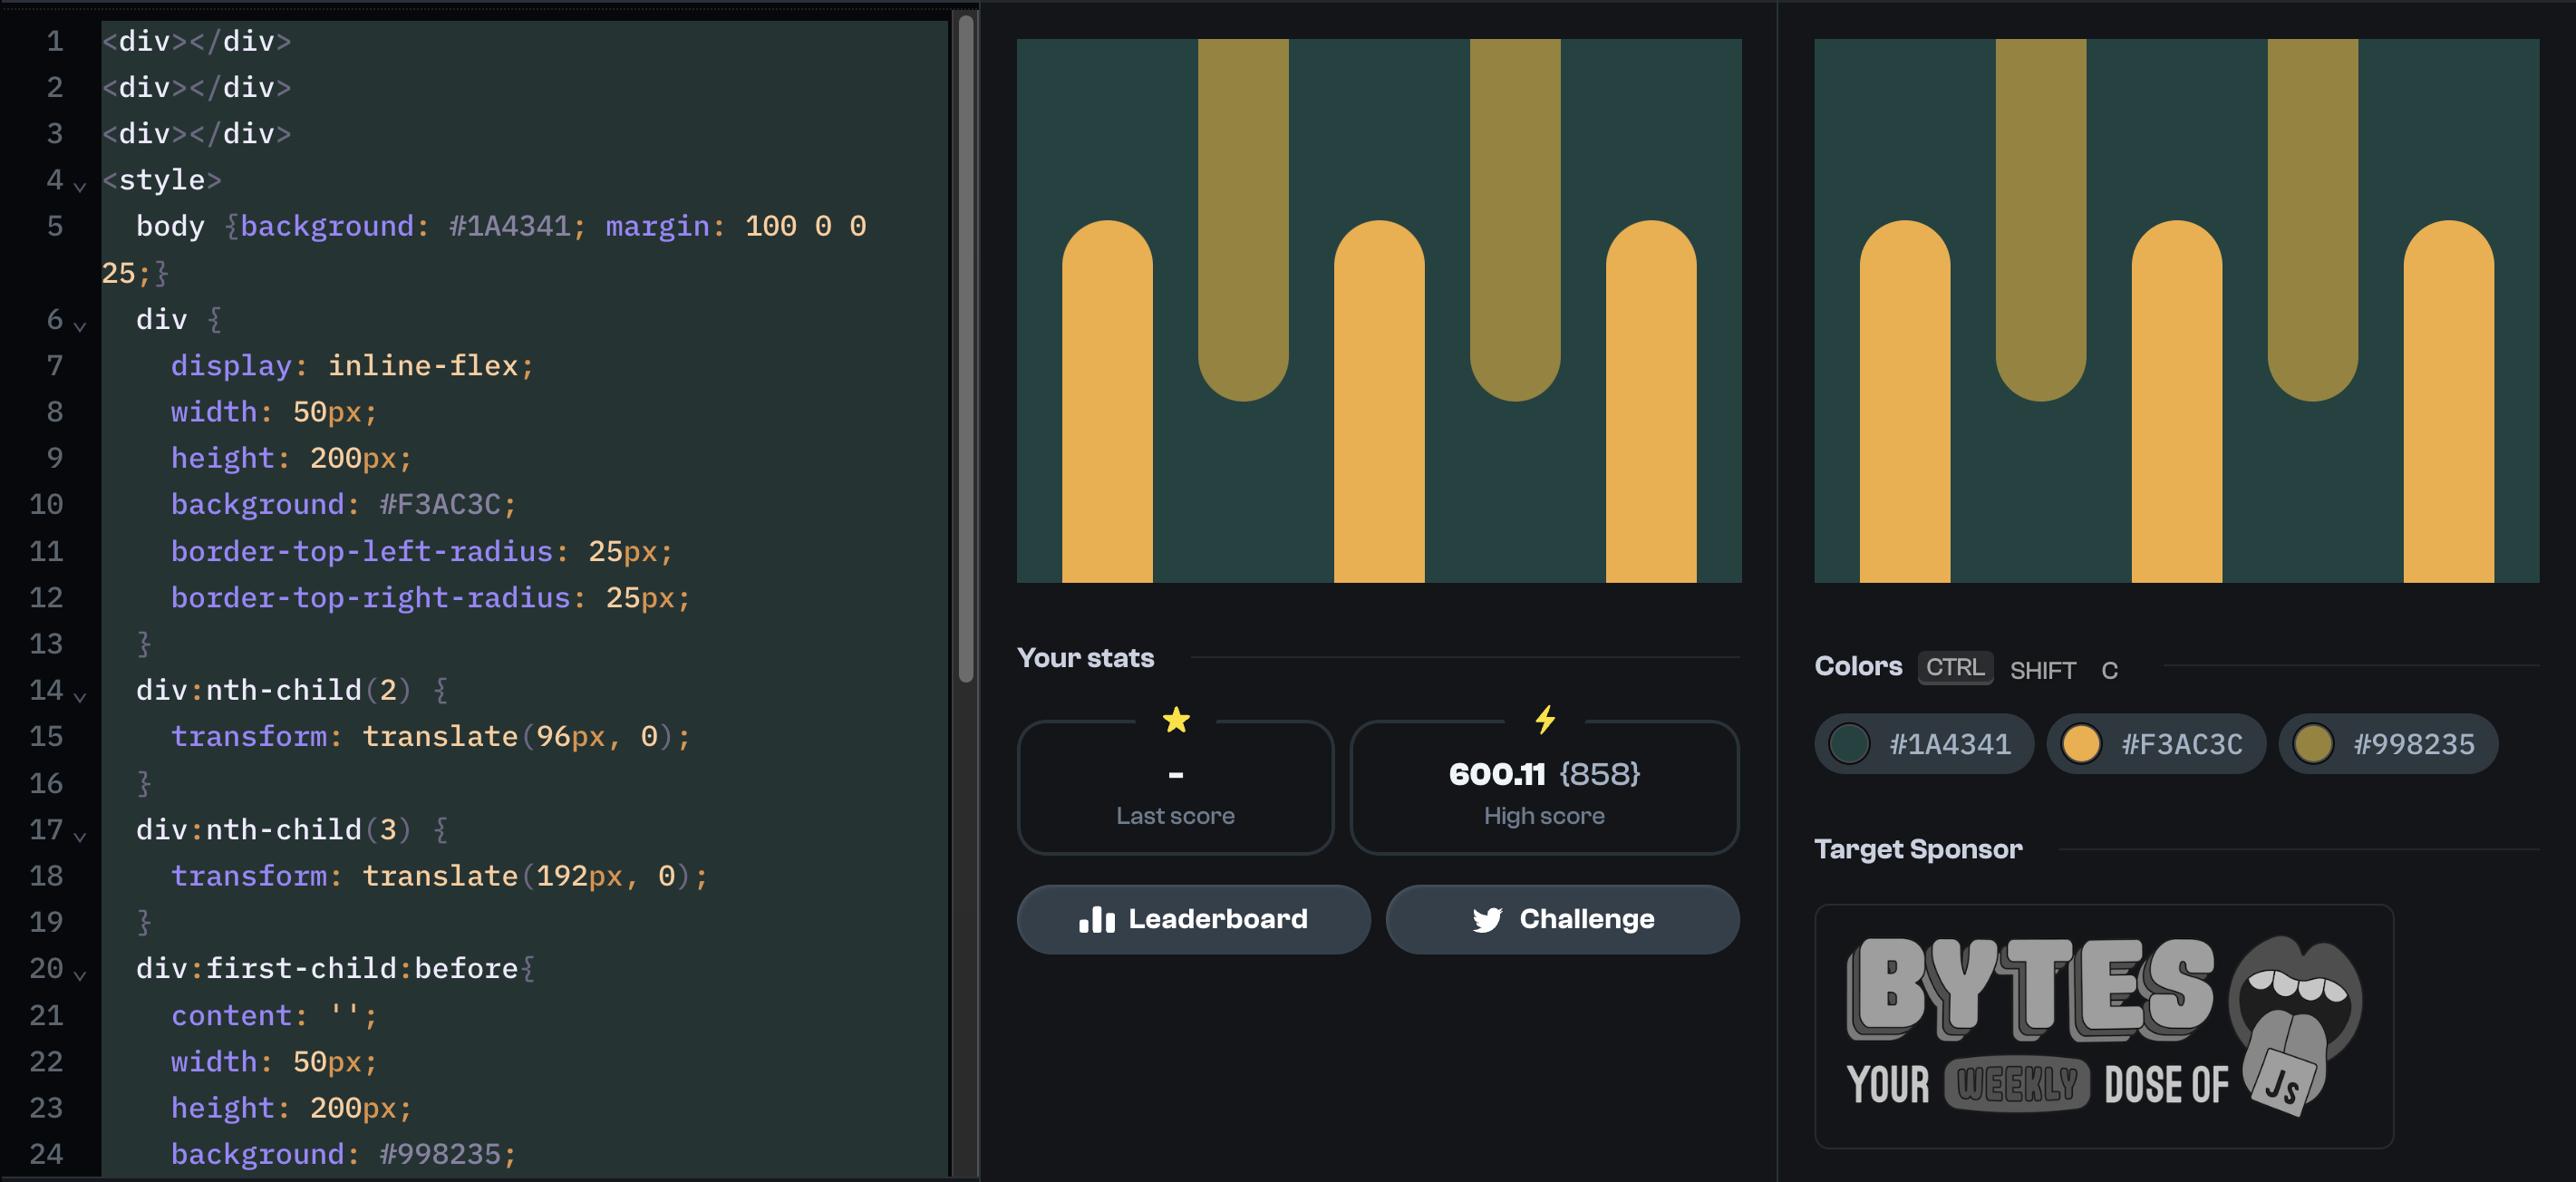 1 <div></div>
2 <div></div>
3 <div></div>
4 <style>
5 body {background: #1A4341; margin: 100 0 0
25;}
6 div {
7 display: inline-flex;
8 width: 50px;
9 height: 200px;
10 background: #F3AC3C;
11 border-top-left-radius: 25px;
12 border-top-right-radius: 25px;
13 }
14 div:nth-child(2) {
15 transform: translate(96px, 0);
16 }
17 div:nth-child(3) {
18 transform: translate(192px, 0);
19 }
20 div:first-child:before{
21 content: '';
22 width: 50px;
23 height: 200px;
24 background: #998235;
Your stats
-
Last score
600.11 {858}
High score
Leaderboard
Challenge
Colors CTRL SHIFT C
#1A4341 #F3AC3C #998235
Target Sponsor
BYTES
YOUR WEEKLY DOSE OF
Js